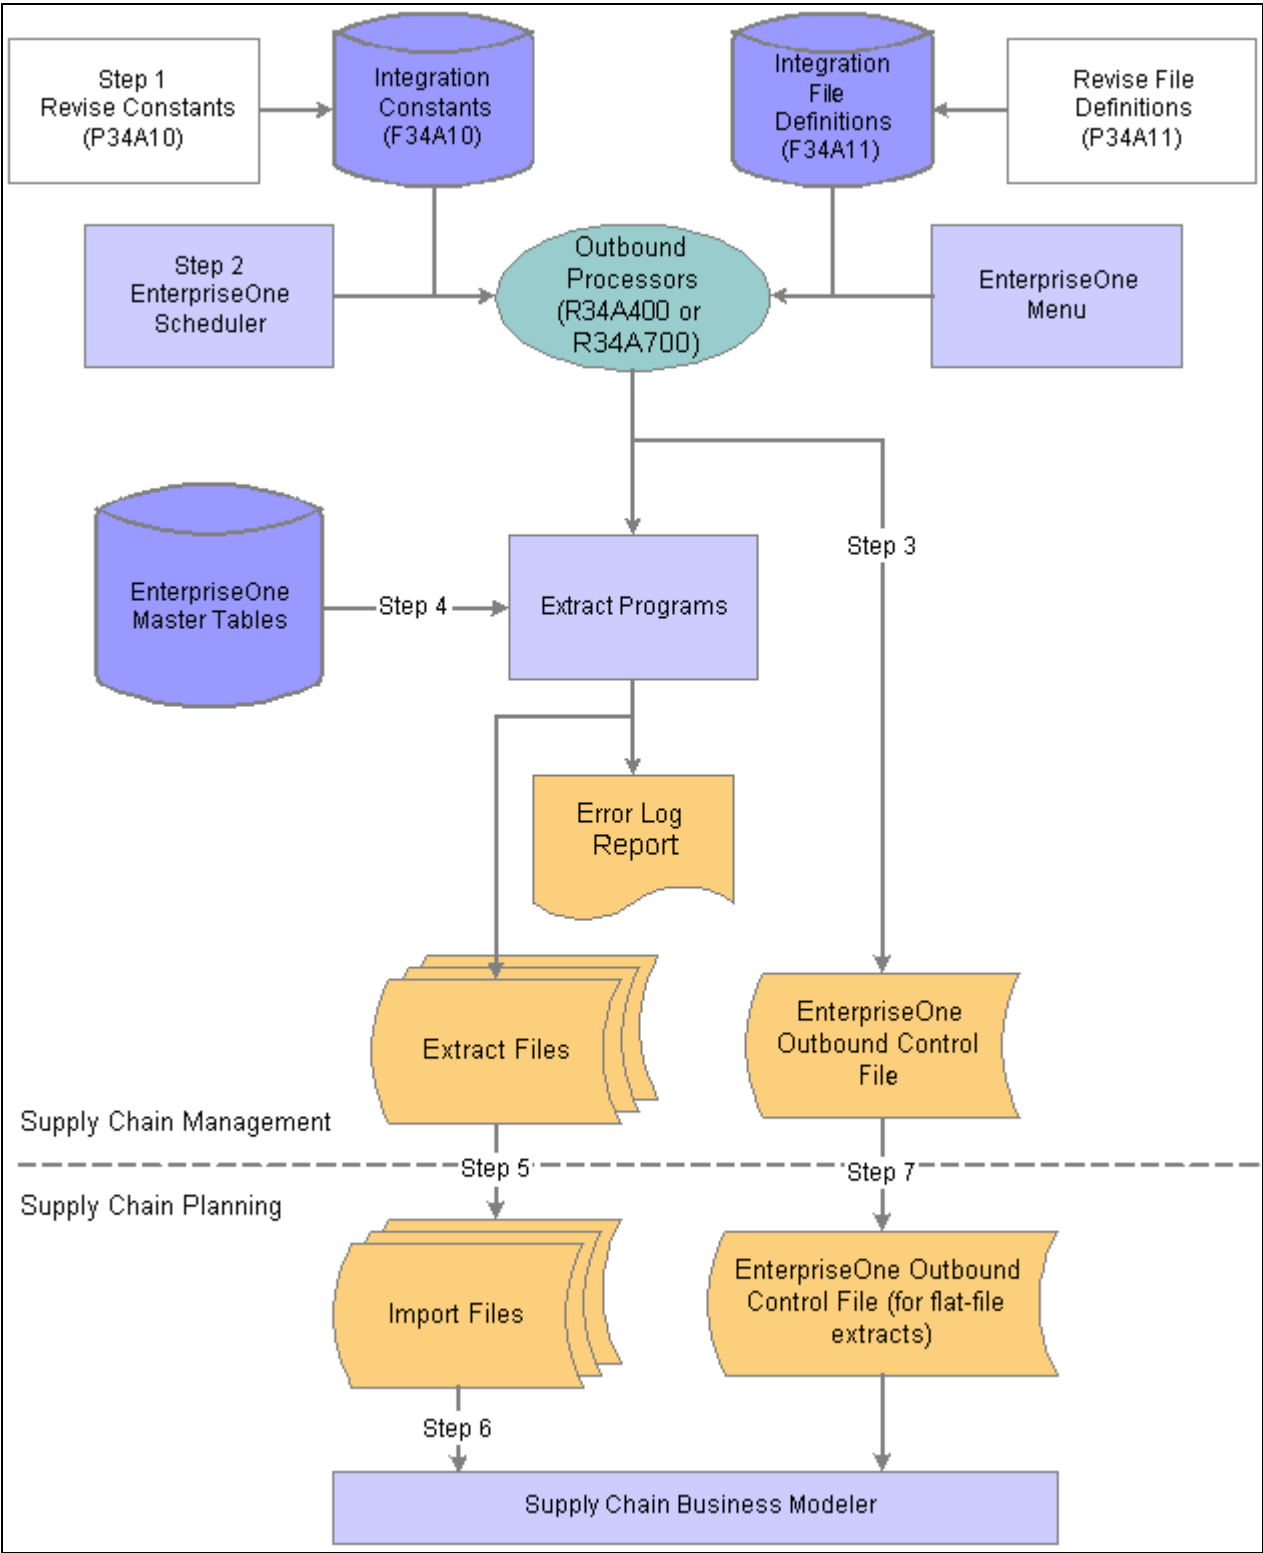 Step 1
Revise Constants
(P34A10)
Integration
Constants
(F34A10)
Integration
File
Definitions
(F34A11)
Revise File
Definitions
(P34A11)
Step 2
EnterpriseOne
Scheduler
Outbound
Processors
(R34A400 or
R34A700)
EnterpriseOne
Menu
EnterpriseOne
Master Tables
Step 4
Extract Programs
Step 3
Error Log
Report
Extract Files
EnterpriseOne
Outbound Control
File
Supply Chain Management
Step 5
Step 7
Supply Chain Planning
Import Files
EnterpriseOne Outbound
Control File (for flat-file
extracts)
Step 6
Supply Chain Business Modeler